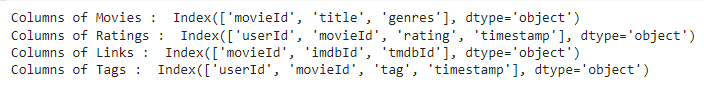 Columns of Movies :  Index(['movieId', 'title', 'genres'], dtype='object')
Columns of Ratings :  Index(['userId', 'movieId', 'rating', 'timestamp'], dtype='object')
Columns of Links :  Index(['movieId', 'imdbId', 'tmdbId'], dtype='object')
Columns of Tags :  Index(['userId', 'movieId', 'tag', 'timestamp'], dtype='object')